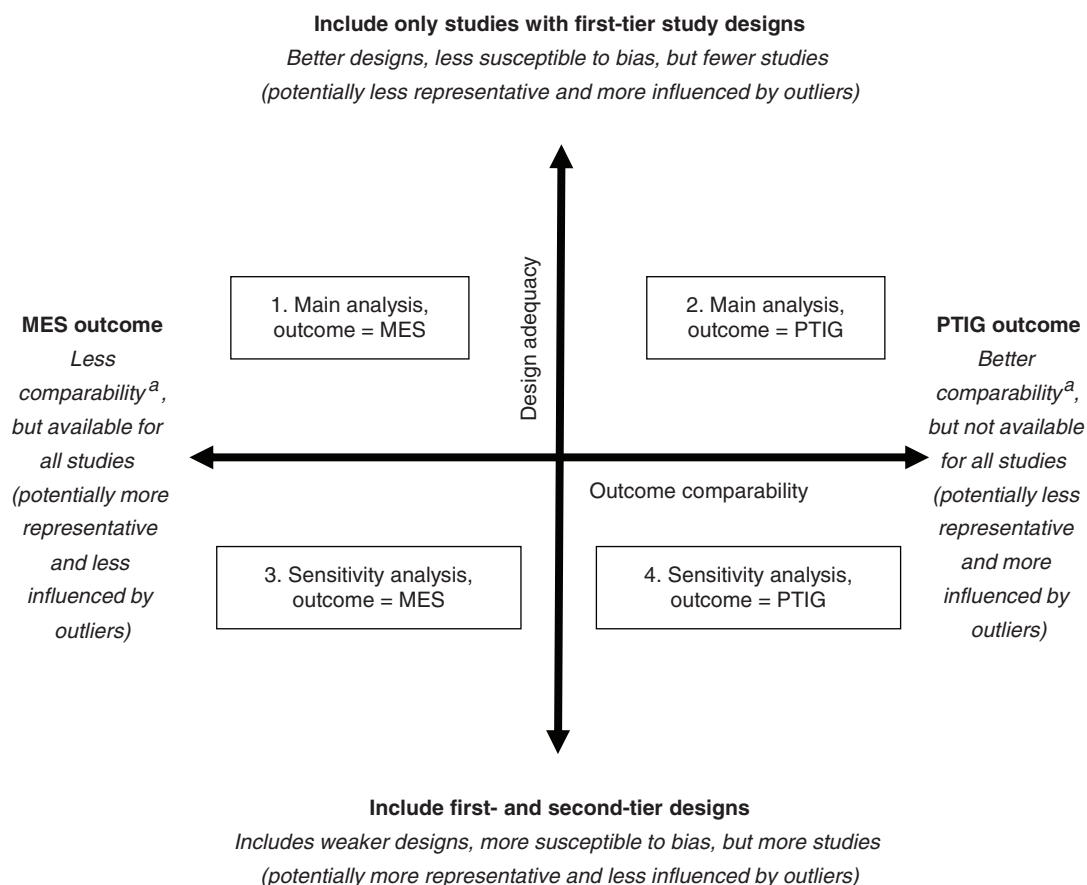 Include only studies with first-tier study designs
Better designs, less susceptible to bias, but fewer studies
(potentially less representative and more influenced by outliers)
Design adequacy
1. Main analysis,
outcome = MES
2. Main analysis,
outcome = PTIG
MES outcome
Less
comparabilityᵃ,
but available for
all studies
(potentially more
representative
and less
influenced by
outliers)
PTIG outcome
Better
comparabilityᵃ,
but not available
for all studies
(potentially less
representative
and more
influenced by
outliers)
Outcome comparability
3. Sensitivity analysis,
outcome = MES
4. Sensitivity analysis,
outcome = PTIG
Include first- and second-tier designs
Includes weaker designs, more susceptible to bias, but more studies
(potentially more representative and less influenced by outliers)